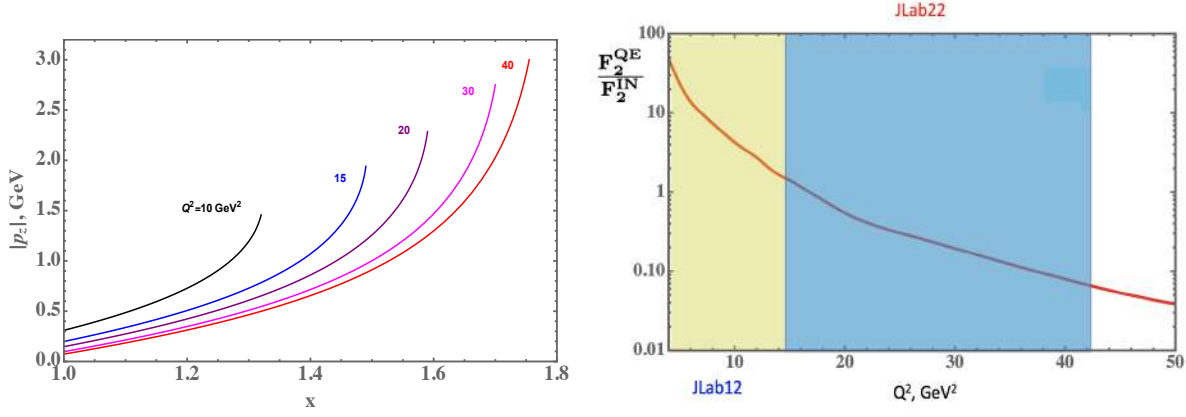 3.0
2.5
2.0
1.5
1.0
0.5
0.0
|p_z|, GeV
Q²=10 GeV²
15
20
30
40
1.0 1.2 1.4 1.6 1.8
x
JLab22
F₂^QE
F₂^IN
100
10
1
0.10
0.01
10 20 30 40 50
JLab12
Q², GeV²